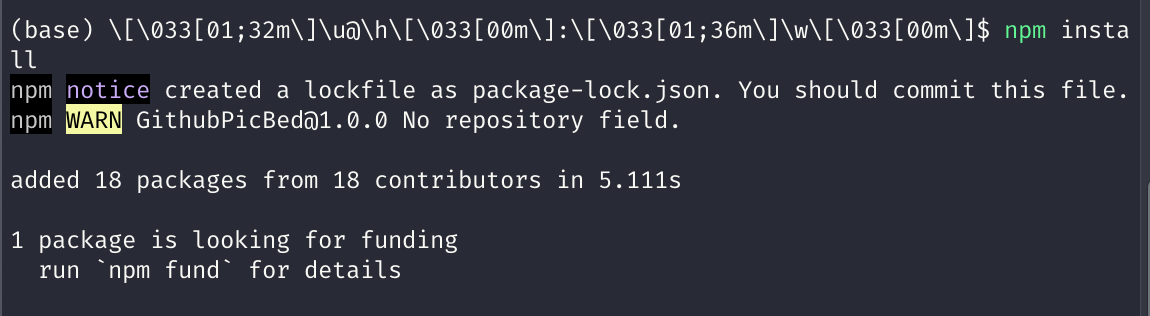 (base) \[\033[01;32m\]\u@\h\[\033[00m\]:\[\033[01;36m\]\w\[\033[00m\]$ npm insta
ll
npm notice created a lockfile as package-lock.json. You should commit this file.
npm WARN GithubPicBed@1.0.0 No repository field.

added 18 packages from 18 contributors in 5.111s

1 package is looking for funding
  run `npm fund` for details